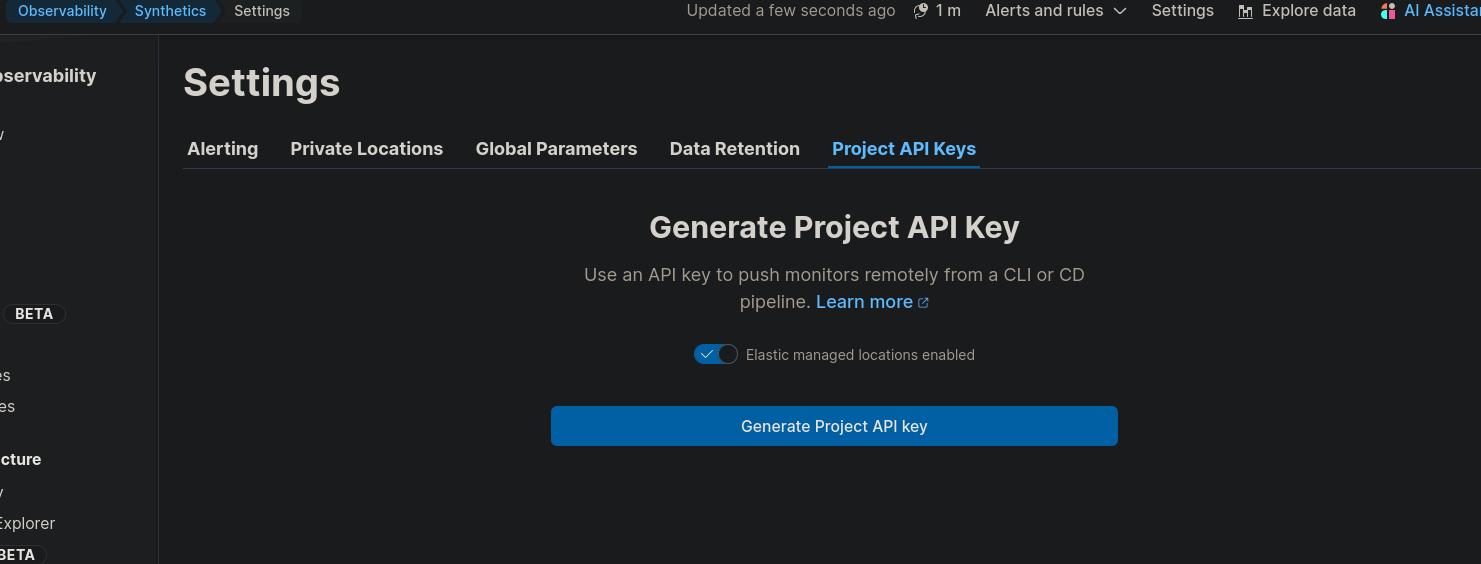 Observability Synthetics Settings
Updated a few seconds ago 1 m Alerts and rules Settings Explore data AI Assista
bservability
Settings
w
Alerting Private Locations Global Parameters Data Retention Project API Keys
Generate Project API Key
Use an API key to push monitors remotely from a CLI or CD
pipeline. Learn more
BETA
Elastic managed locations enabled
es
es
Generate Project API key
cture
y
Explorer
BETA